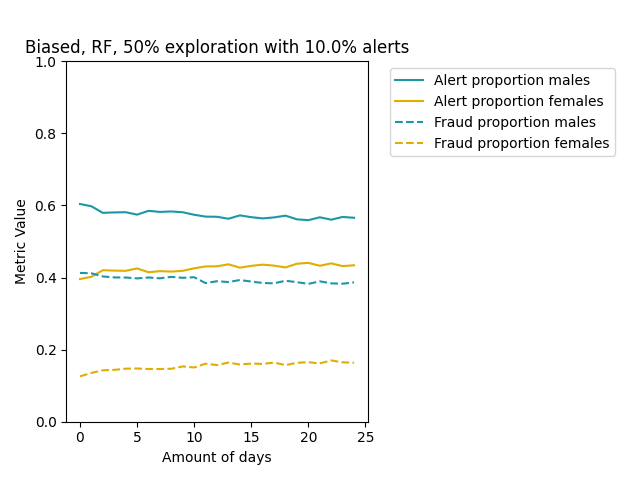 Biased, RF, 50% exploration with 10.0% alerts
1.0
0.8
0.6
0.4
0.2
0.0
Metric Value
0 5 10 15 20 25
Amount of days
Alert proportion males
Alert proportion females
Fraud proportion males
Fraud proportion females